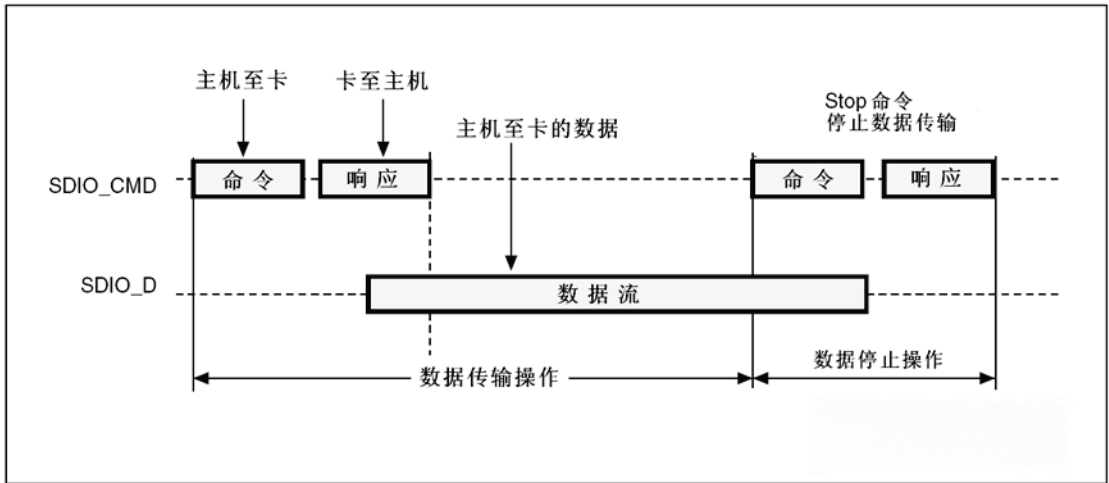 主机至卡
卡至主机
Stop 命令
停止数据传输
主机至卡的数据
SDIO_CMD
命令
响应
命令
响应
SDIO_D
数据流
数据传输操作
数据停止操作